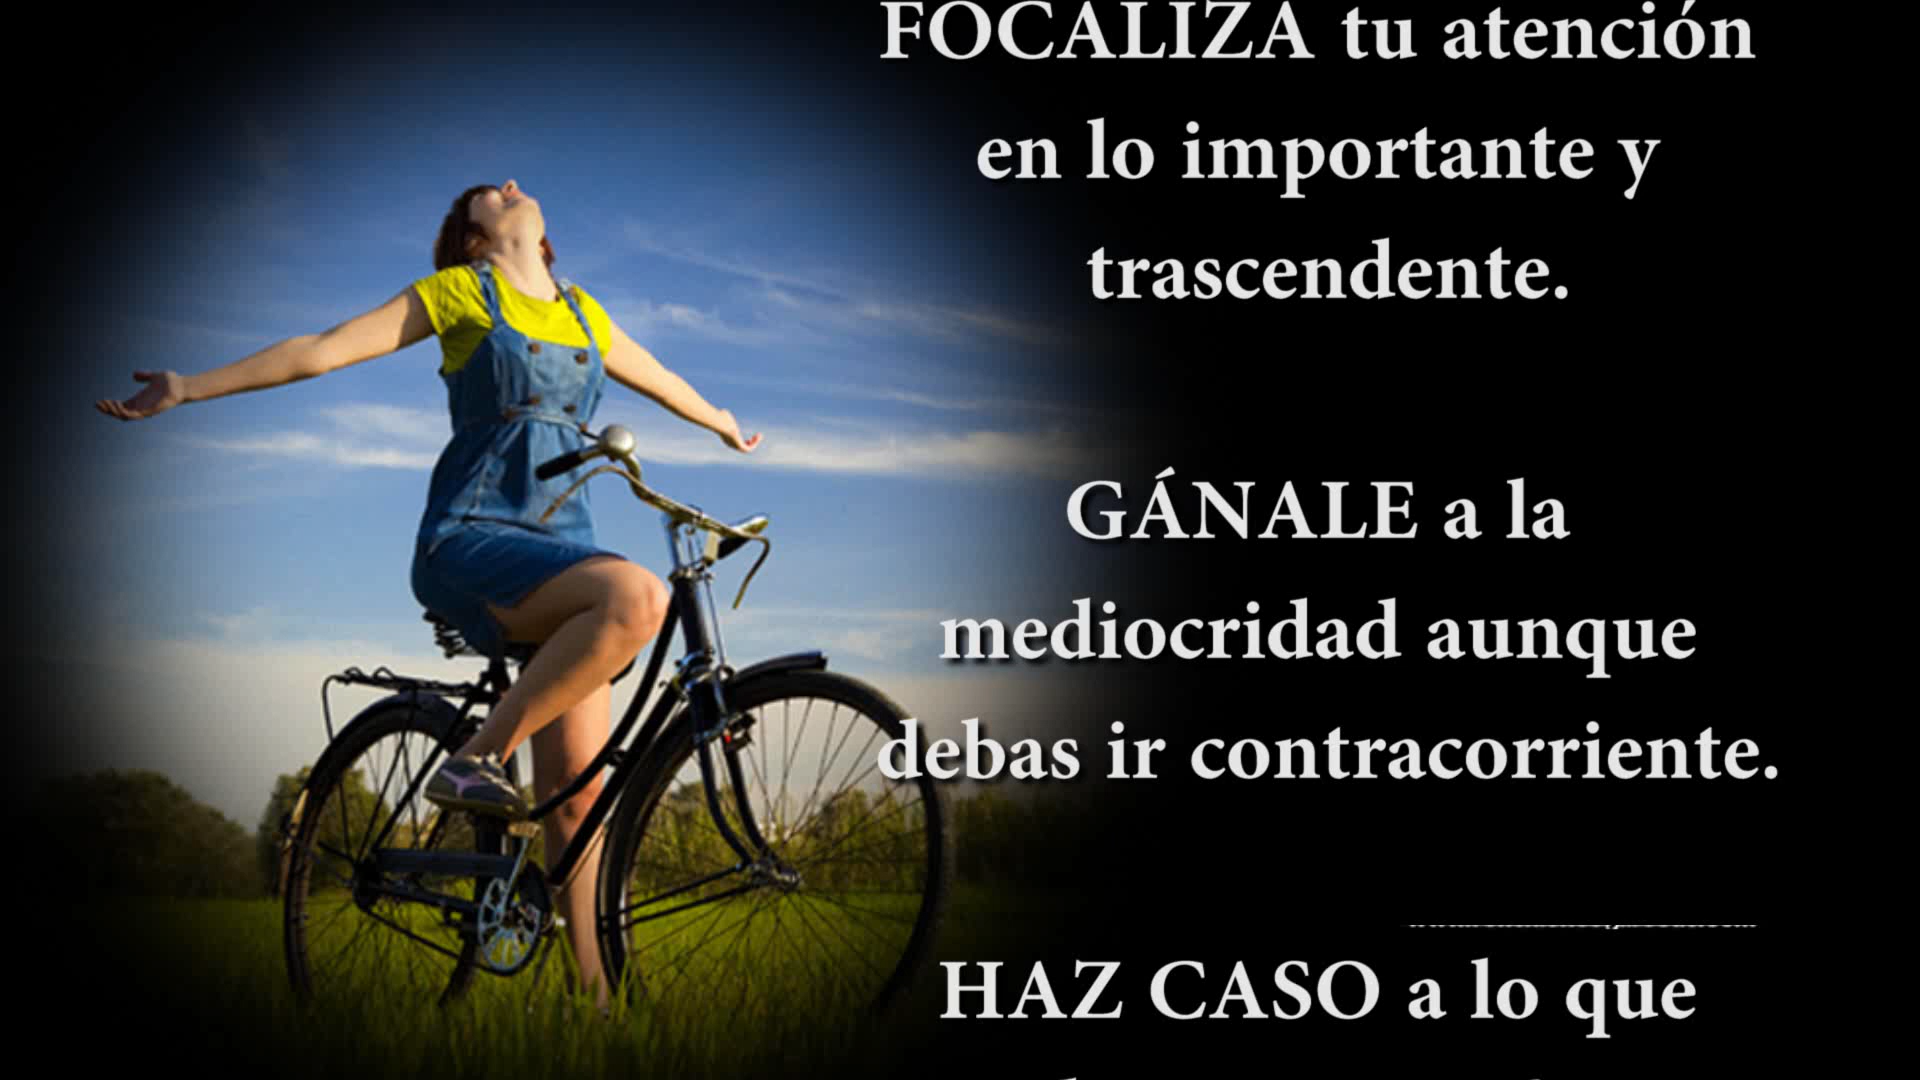 FOCALIZA tu atención
en lo importante y
trascendente.
GÁNALE a la
mediocridad aunque
debas ir contracorriente.
HAZ CASO a lo que